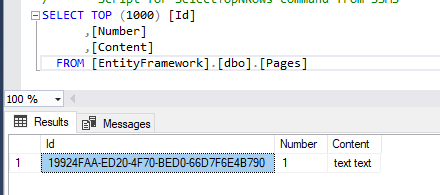 Script for SelectTopNRows command from SSMS
SELECT TOP (1000) [Id]
,[Number]
,[Content]
FROM [EntityFramework].[dbo].[Pages]
100 %
Results Messages
Id Number Content
1 19924FAA-ED20-4F70-BED0-66D7F6E4B790 1 text text